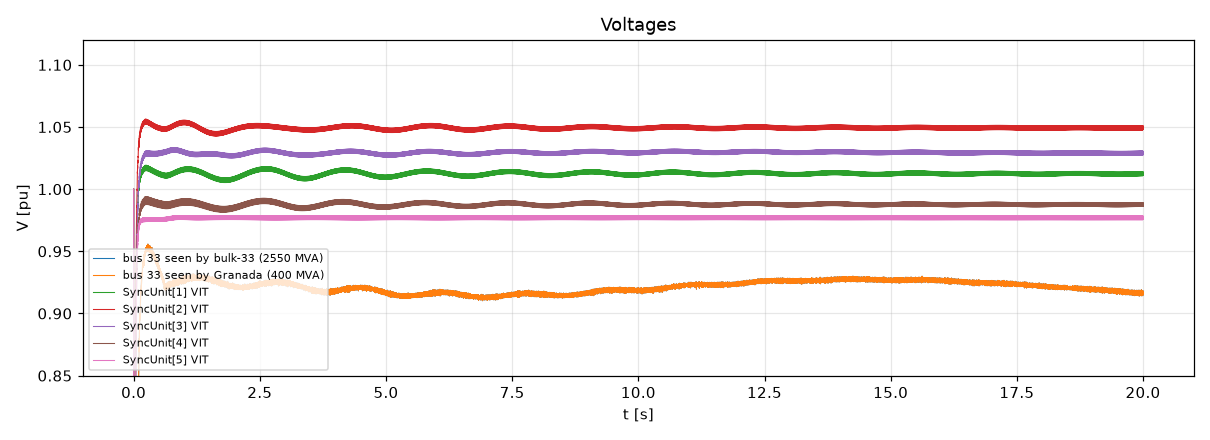 Voltages
1.10
1.05
1.00
0.95
0.90
0.85
V [pu]
bus 33 seen by bulk-33 (2550 MVA)
bus 33 seen by Granada (400 MVA)
SyncUnit[1] VIT
SyncUnit[2] VIT
SyncUnit[3] VIT
SyncUnit[4] VIT
SyncUnit[5] VIT
0.0 2.5 5.0 7.5 10.0 12.5 15.0 17.5 20.0
t [s]